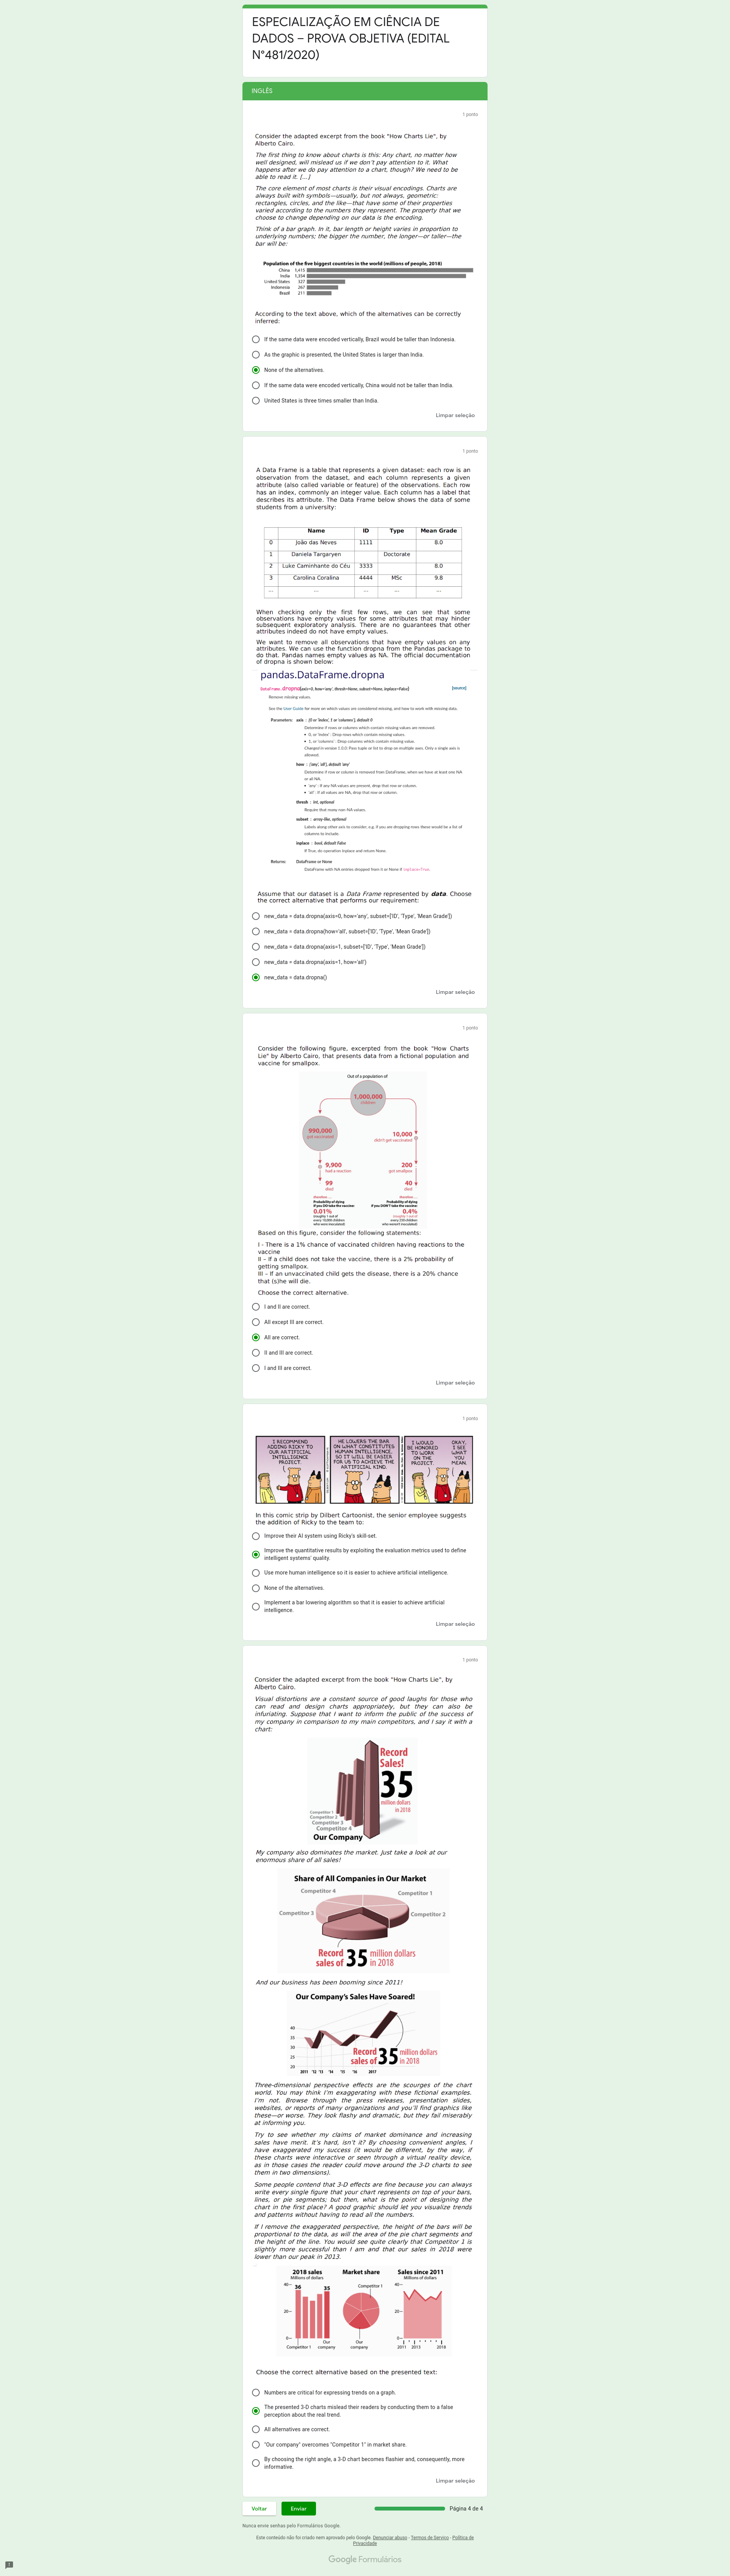 ESPECIALIZAÇÃO EM CIÊNCIA DE
DADOS – PROVA OBJETIVA (EDITAL
N°481/2020)
INGLÊS
1 ponto
Consider the adapted excerpt from the book "How Charts Lie", by
Alberto Cairo.
The first thing to know about charts is this: Any chart, no matter how
well designed, will mislead us if we don't pay attention to it. What
happens after we do pay attention to a chart, though? We need to be
able to read it. [...]
The core element of most charts is their visual encodings. Charts are
always built with symbols—usually, but not always, geometric:
rectangles, circles, and the like—that have some of their properties
varied according to the numbers they represent. The property that we
choose to change depending on our data is the encoding.
Think of a bar graph. In it, bar length or height varies in proportion to
underlying numbers; the bigger the number, the longer—or taller—the
bar will be:
Population of the five biggest countries in the world (millions of people, 2018)
China 1,415
India 1,354
United States 327
Indonesia 267
Brazil 211
According to the text above, which of the alternatives can be correctly
inferred:
If the same data were encoded vertically, Brazil would be taller than Indonesia.
As the graphic is presented, the United States is larger than India.
None of the alternatives.
If the same data were encoded vertically, China would not be taller than India.
United States is three times smaller than India.
Limpar seleção
1 ponto
A Data Frame is a table that represents a given dataset: each row is an
observation from the dataset, and each column represents a given
attribute (also called variable or feature) of the observations. Each row
has an index, commonly an integer value. Each column has a label that
describes its attribute. The Data Frame below shows the data of some
students from a university:
Name ID Type Mean Grade
0 João das Neves 1111 8.0
1 Daniela Targaryen Doctorate
2 Luke Caminhante do Céu 3333 8.0
3 Carolina Coralina 4444 MSc 9.8
... ... ... ... ...
When checking only the first few rows, we can see that some
observations have empty values for some attributes that may hinder
subsequent exploratory analysis. There are no guarantees that other
attributes indeed do not have empty values.
We want to remove all observations that have empty values on any
attributes. We can use the function dropna from the Pandas package to
do that. Pandas names empty values as NA. The official documentation
of dropna is shown below:
pandas.DataFrame.dropna
DataFrame.dropna(axis=0, how='any', thresh=None, subset=None, inplace=False) [source]
Remove missing values.
See the User Guide for more on which values are considered missing, and how to work with missing data.
Parameters: axis : {0 or 'index', 1 or 'columns'}, default 0
Determine if rows or columns which contain missing values are removed.
• 0, or 'index' : Drop rows which contain missing values.
• 1, or 'columns' : Drop columns which contain missing value.
Changed in version 1.0.0: Pass tuple or list to drop on multiple axes. Only a single axis is
allowed.
how : {'any', 'all'}, default 'any'
Determine if row or column is removed from DataFrame, when we have at least one NA
or all NA.
• 'any' : If any NA values are present, drop that row or column.
• 'all' : If all values are NA, drop that row or column.
thresh : int, optional
Require that many non-NA values.
subset : array-like, optional
Labels along other axis to consider, e.g. if you are dropping rows these would be a list of
columns to include.
inplace : bool, default False
If True, do operation inplace and return None.
Returns: DataFrame or None
DataFrame with NA entries dropped from it or None if inplace=True.
Assume that our dataset is a Data Frame represented by data. Choose
the correct alternative that performs our requirement:
new_data = data.dropna(axis=0, how='any', subset=['ID', 'Type', 'Mean Grade'])
new_data = data.dropna(how='all', subset=['ID', 'Type', 'Mean Grade'])
new_data = data.dropna(axis=1, subset=['ID', 'Type', 'Mean Grade'])
new_data = data.dropna(axis=1, how='all')
new_data = data.dropna()
Limpar seleção
1 ponto
Consider the following figure, excerpted from the book "How Charts
Lie" by Alberto Cairo, that presents data from a fictional population and
vaccine for smallpox.
Out of a population of
1,000,000
children
990,000
got vaccinated
10,000
didn't get vaccinated
9,900
had a reaction
200
got smallpox
99
died
40
died
therefore ...
Probability of dying
if you DO take the vaccine:
0.01%
(roughly 1 out of
every 10,000 children
who were inoculated)
therefore ...
Probability of dying
if you DON'T take the vaccine:
0.4%
(roughly 1 out of
every 250 children
who weren't inoculated)
Based on this figure, consider the following statements:
I - There is a 1% chance of vaccinated children having reactions to the
vaccine
II – If a child does not take the vaccine, there is a 2% probability of
getting smallpox.
III – If an unvaccinated child gets the disease, there is a 20% chance
that (s)he will die.
Choose the correct alternative.
I and II are correct.
All except III are correct.
All are correct.
II and III are correct.
I and III are correct.
Limpar seleção
1 ponto
I RECOMMEND
ADDING RICKY TO
OUR ARTIFICIAL
INTELLIGENCE
PROJECT.
HE LOWERS THE BAR
ON WHAT CONSTITUTES
HUMAN INTELLIGENCE,
SO IT WILL BE EASIER
FOR US TO ACHIEVE THE
ARTIFICIAL KIND.
I WOULD
BE HONORED
TO WORK
ON THE
PROJECT.
OKAY,
I SEE
WHAT
YOU
MEAN.
In this comic strip by Dilbert Cartoonist, the senior employee suggests
the addition of Ricky to the team to:
Improve their AI system using Ricky's skill-set.
Improve the quantitative results by exploiting the evaluation metrics used to define
intelligent systems' quality.
Use more human intelligence so it is easier to achieve artificial intelligence.
None of the alternatives.
Implement a bar lowering algorithm so that it is easier to achieve artificial
intelligence.
Limpar seleção
1 ponto
Consider the adapted excerpt from the book "How Charts Lie", by
Alberto Cairo.
Visual distortions are a constant source of good laughs for those who
can read and design charts appropriately, but they can also be
infuriating. Suppose that I want to inform the public of the success of
my company in comparison to my main competitors, and I say it with a
chart:
Record
Sales!
35
million dollars
in 2018
Competitor 1
Competitor 2
Competitor 3
Competitor 4
Our Company
My company also dominates the market. Just take a look at our
enormous share of all sales!
Share of All Companies in Our Market
Competitor 4
Competitor 1
Competitor 3
Competitor 2
Record
sales of 35 million dollars
in 2018
And our business has been booming since 2011!
Our Company's Sales Have Soared!
40
35
30
25
20
Record
sales of 35 million dollars
in 2018
2011 '12 '13 '14 '15 '16 2017
Three-dimensional perspective effects are the scourges of the chart
world. You may think I'm exaggerating with these fictional examples.
I'm not. Browse through the press releases, presentation slides,
websites, or reports of many organizations and you'll find graphics like
these—or worse. They look flashy and dramatic, but they fail miserably
at informing you.
Try to see whether my claims of market dominance and increasing
sales have merit. It's hard, isn't it? By choosing convenient angles, I
have exaggerated my success (it would be different, by the way, if
these charts were interactive or seen through a virtual reality device,
as in those cases the reader could move around the 3-D charts to see
them in two dimensions).
Some people contend that 3-D effects are fine because you can always
write every single figure that your chart represents on top of your bars,
lines, or pie segments; but then, what is the point of designing the
chart in the first place? A good graphic should let you visualize trends
and patterns without having to read all the numbers.
If I remove the exaggerated perspective, the height of the bars will be
proportional to the data, as will the area of the pie chart segments and
the height of the line. You would see quite clearly that Competitor 1 is
slightly more successful than I am and that our sales in 2018 were
lower than our peak in 2013.
2018 sales
Millions of dollars
40
36
35
20
0
Competitor 1
Our
company
Market share
Competitor 1
Our
company
Sales since 2011
Millions of dollars
40
20
0
2011 2013 2018
Choose the correct alternative based on the presented text:
Numbers are critical for expressing trends on a graph.
The presented 3-D charts mislead their readers by conducting them to a false
perception about the real trend.
All alternatives are correct.
"Our company" overcomes "Competitor 1" in market share.
By choosing the right angle, a 3-D chart becomes flashier and, consequently, more
informative.
Limpar seleção
Voltar
Enviar
Página 4 de 4
Nunca envie senhas pelo Formulários Google.
Este conteúdo não foi criado nem aprovado pelo Google. Denunciar abuso - Termos de Serviço - Política de
Privacidade
Google Formulários